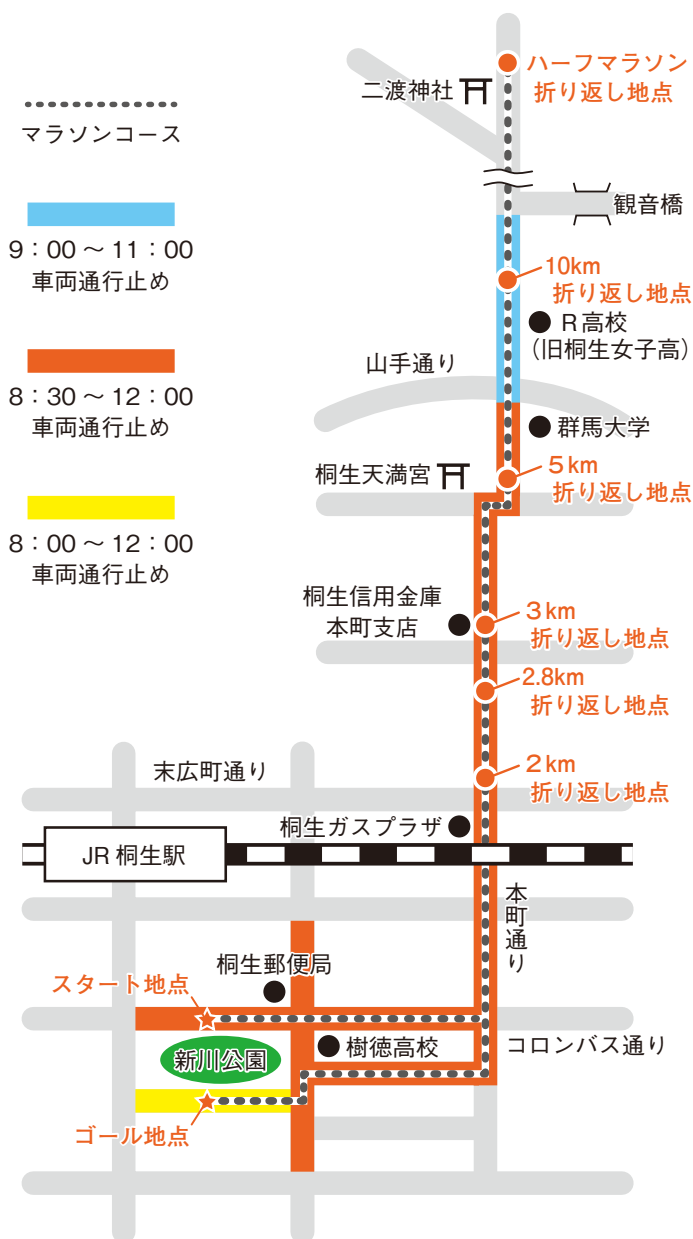 ハーフマラソン
折り返し地点
二渡神社
マラソンコース
観音橋
9：00 ～ 11：00
車両通行止め
10km
折り返し地点
R高校
（旧桐生女子高）
山手通り
8：30 ～ 12：00
車両通行止め
群馬大学
桐生天満宮
5km
折り返し地点
8：00 ～ 12：00
車両通行止め
桐生信用金庫
本町支店
3km
折り返し地点
2.8km
折り返し地点
末広町通り
2km
折り返し地点
桐生ガスプラザ
JR 桐生駅
本町通り
桐生郵便局
スタート地点
樹徳高校
コロンバス通り
新川公園
ゴール地点